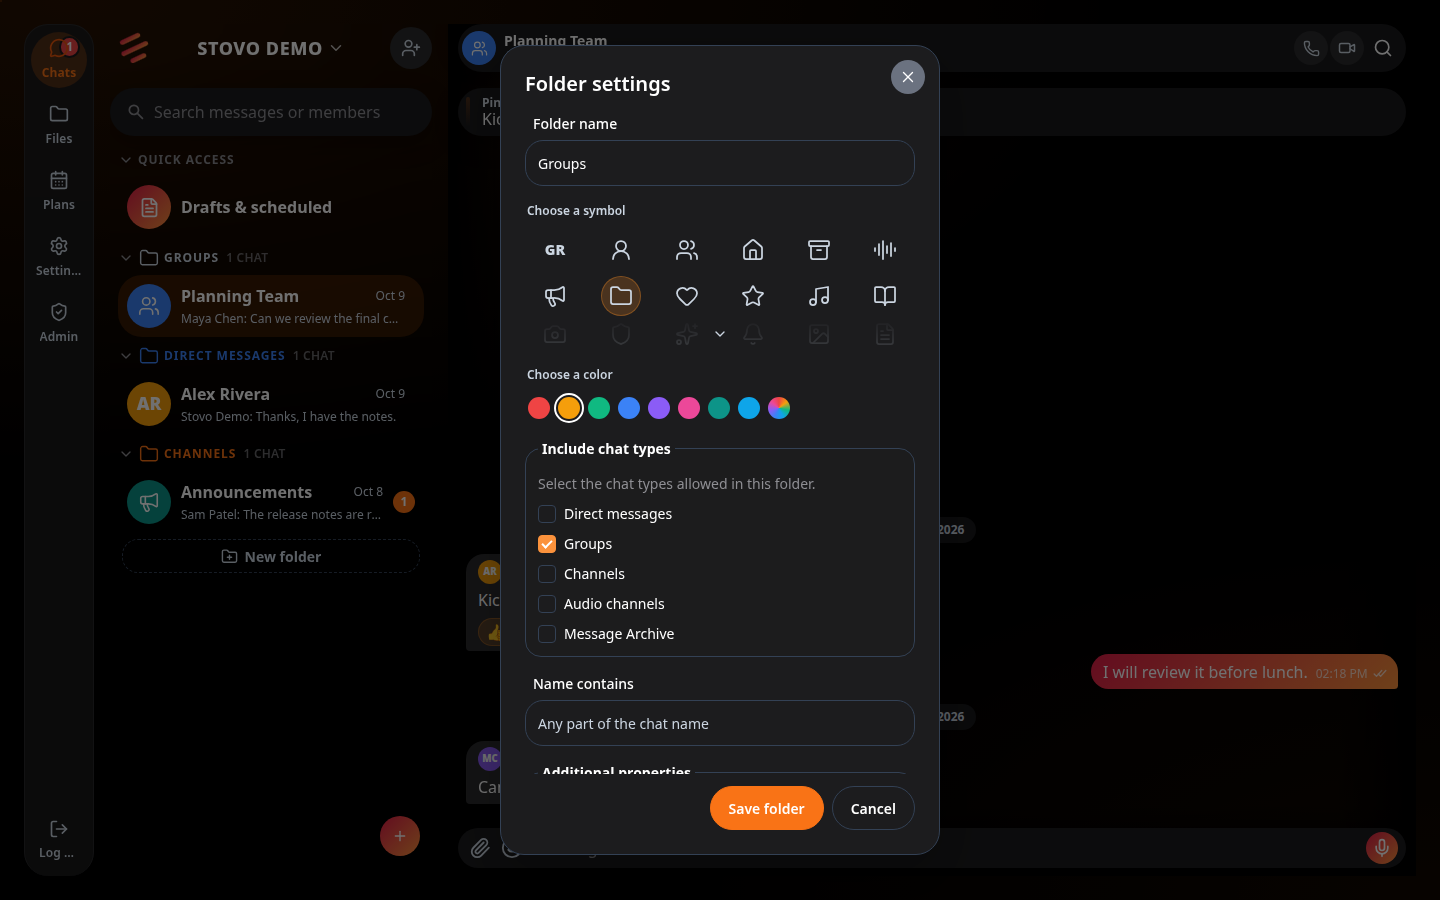 1
Chats
Files
Plans
Settin...
Admin
Log ...
STOVO DEMO
Search messages or members
QUICK ACCESS
Drafts & scheduled
GROUPS 1 CHAT
Planning Team Oct 9
Maya Chen: Can we review the final c...
DIRECT MESSAGES 1 CHAT
AR
Alex Rivera Oct 9
Stovo Demo: Thanks, I have the notes.
CHANNELS 1 CHAT
Announcements Oct 8
Sam Patel: The release notes are r... 1
New folder
Planning Team
Pin
Kic
2026
AR
Kic
I will review it before lunch. 02:18 PM
2026
MC
Car
Folder settings
Folder name
Groups
Choose a symbol
GR
Choose a color
Include chat types
Select the chat types allowed in this folder.
Direct messages
Groups
Channels
Audio channels
Message Archive
Name contains
Any part of the chat name
Additional properties
Save folder Cancel